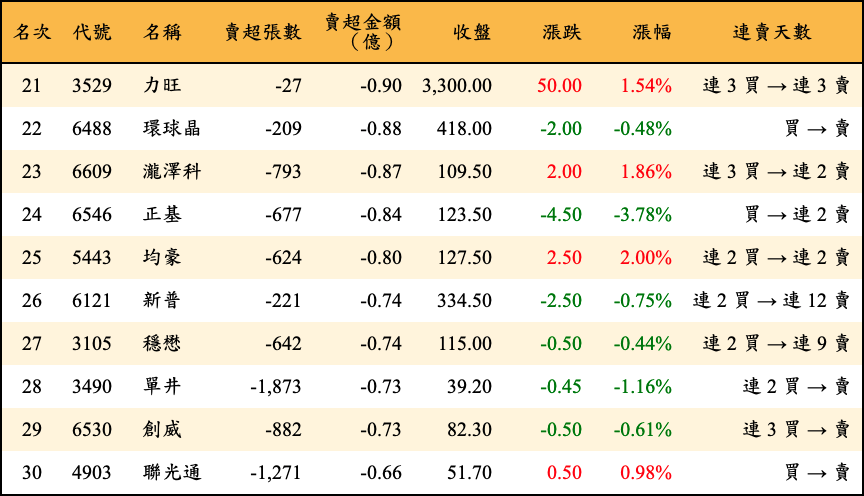 名次 代號 名稱 賣超張數 賣超金額（億） 收盤 漲跌 漲幅 連賣天數
21 3529 力旺 -27 -0.90 3,300.00 50.00 1.54% 連 3 買 → 連 3 賣
22 6488 環球晶 -209 -0.88 418.00 -2.00 -0.48% 買 → 賣
23 6609 瀧澤科 -793 -0.87 109.50 2.00 1.86% 連 3 買 → 連 2 賣
24 6546 正基 -677 -0.84 123.50 -4.50 -3.78% 買 → 連 2 賣
25 5443 均豪 -624 -0.80 127.50 2.50 2.00% 連 2 買 → 連 2 賣
26 6121 新普 -221 -0.74 334.50 -2.50 -0.75% 連 2 買 → 連 12 賣
27 3105 穩懋 -642 -0.74 115.00 -0.50 -0.44% 連 2 買 → 連 9 賣
28 3490 單井 -1,873 -0.73 39.20 -0.45 -1.16% 連 2 買 → 賣
29 6530 創威 -882 -0.73 82.30 -0.50 -0.61% 連 3 買 → 賣
30 4903 聯光通 -1,271 -0.66 51.70 0.50 0.98% 買 → 賣